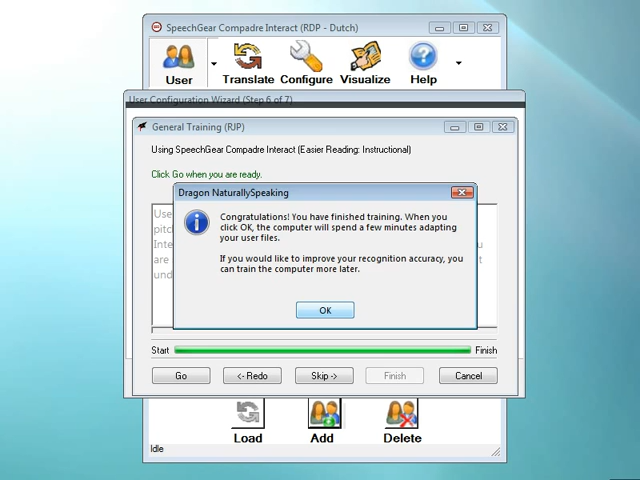 SpeechGear Compadre Interact (RDP - Dutch)
User Translate Configure Visualize Help
User Configuration Wizard (Step 6 of 7)
General Training (RJP)
Using SpeechGear Compadre Interact (Easier Reading: Instructional)
Click Go when you are ready.
Dragon NaturallySpeaking
Congratulations! You have finished training. When you
click OK, the computer will spend a few minutes adapting
your user files.
If you would like to improve your recognition accuracy, you
can train the computer more later.
OK
Start Finish
Go <- Redo Skip -> Finish Cancel
Load Add Delete
Idle